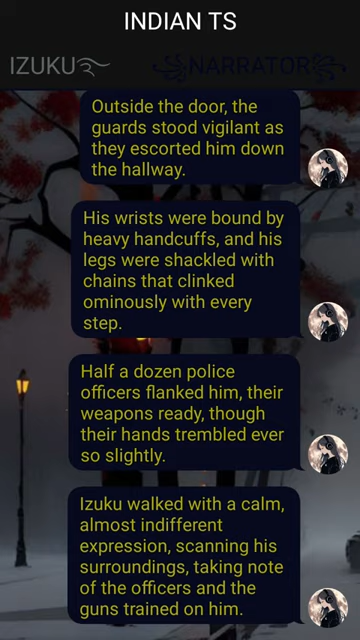 INDIAN TS
IZUKU
NARRATOR
Outside the door, the
guards stood vigilant as
they escorted him down
the hallway.
His wrists were bound by
heavy handcuffs, and his
legs were shackled with
chains that clinked
ominously with every
step.
Half a dozen police
officers flanked him, their
weapons ready, though
their hands trembled ever
so slightly.
Izuku walked with a calm,
almost indifferent
expression, scanning his
surroundings, taking note
of the officers and the
guns trained on him.